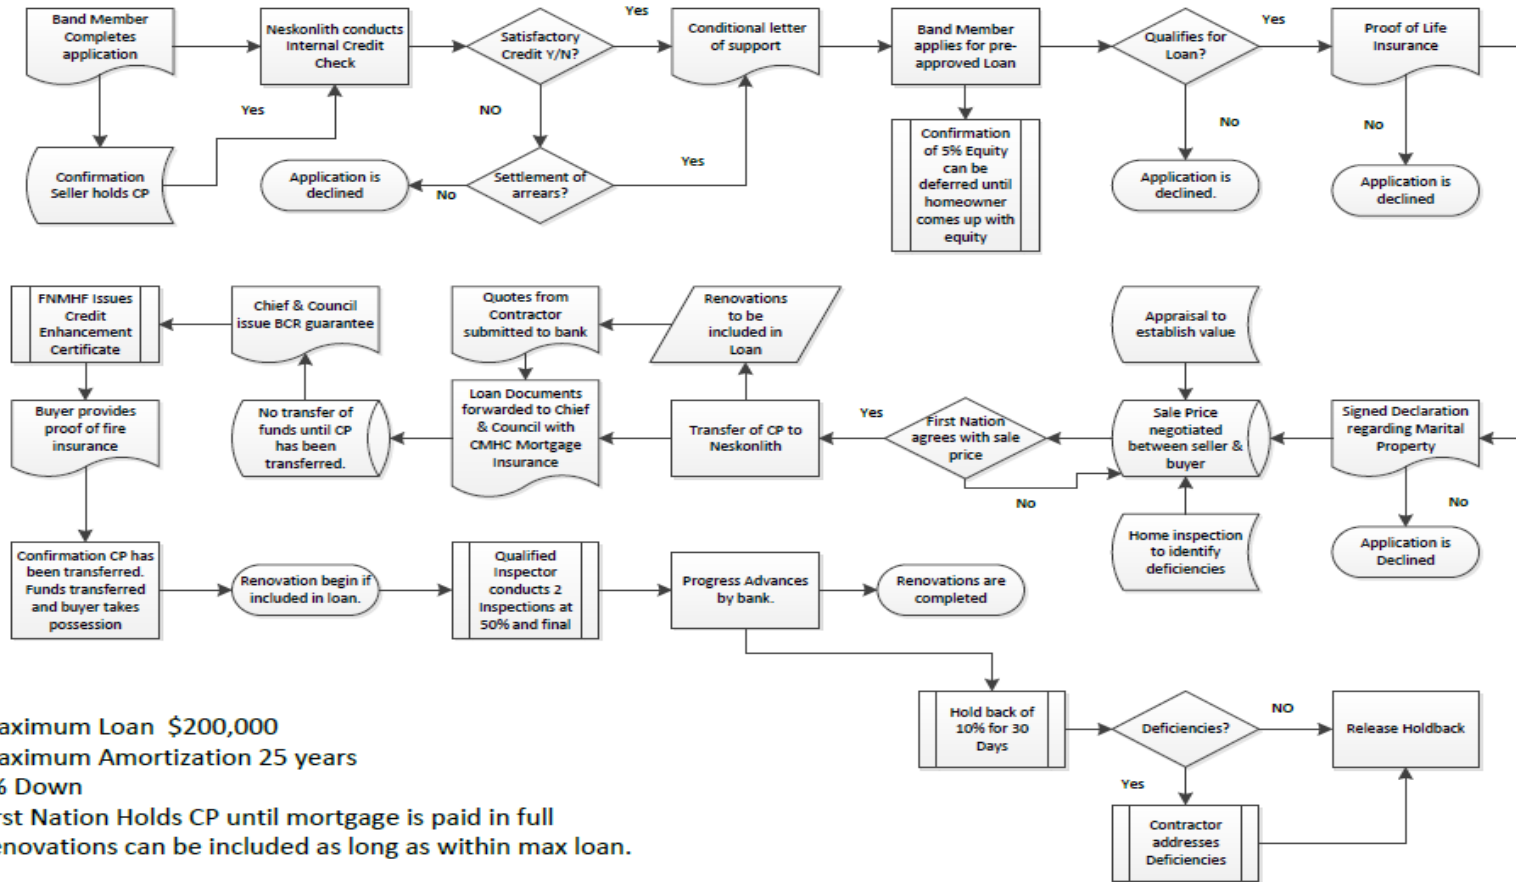 Band Member
Completes
application
Neskonlith conducts
Internal Credit
Check
Satisfactory
Credit Y/N?
Yes
Conditional letter
of support
Band Member
applies for pre-
approved Loan
Qualifies for
Loan?
Yes
Proof of Life
Insurance
Yes
NO
Confirmation
Seller holds CP
Application is
declined
No
Settlement of
arrears?
Yes
Confirmation
of 5% Equity
can be
deferred until
homeowner
comes up with
equity
No
Application is
declined.
No
Application is
declined
FNMHF Issues
Credit
Enhancement
Certificate
Chief & Council
issue BCR guarantee
Quotes from
Contractor
submitted to bank
Renovations
to be
included in
Loan
Appraisal to
establish value
Buyer provides
proof of fire
insurance
No transfer of
funds until CP
has been
transferred.
Loan Documents
forwarded to Chief
& Council with
CMHC Mortgage
Insurance
Transfer of CP to
Neskonlith
Yes
First Nation
agrees with sale
price
No
Sale Price
negotiated
between seller &
buyer
Signed Declaration
regarding Marital
Property
No
Home inspection
to identify
deficiencies
Application is
Declined
Confirmation CP has
been transferred.
Funds transferred
and buyer takes
possession
Renovation begin if
included in loan.
Qualified
Inspector
conducts 2
Inspections at
50% and final
Progress Advances
by bank.
Renovations are
completed
Hold back of
10% for 30
Days
Deficiencies?
NO
Release Holdback
Yes
Contractor
addresses
Deficiencies
aximum Loan $200,000
aximum Amortization 25 years
% Down
rst Nation Holds CP until mortgage is paid in full
enovations can be included as long as within max loan.